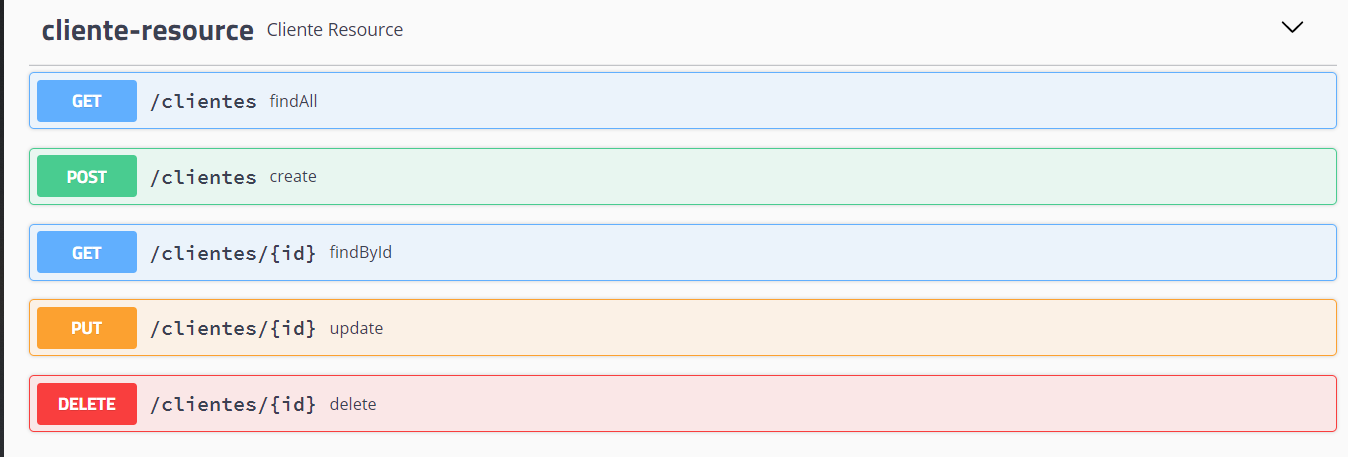 cliente-resource Cliente Resource
GET /clientes findAll
POST /clientes create
GET /clientes/{id} findById
PUT /clientes/{id} update
DELETE /clientes/{id} delete